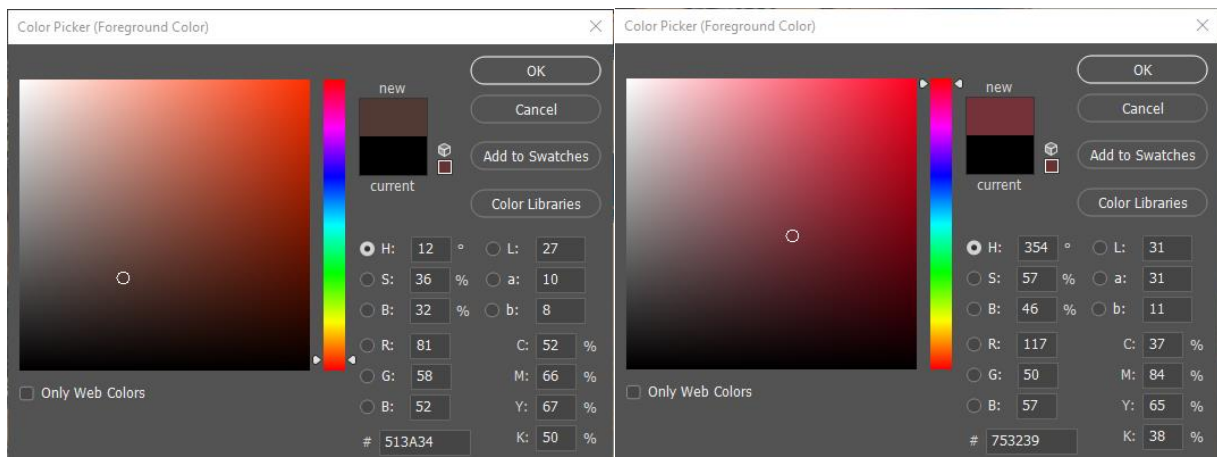 Color Picker (Foreground Color)
new
current
OK
Cancel
Add to Swatches
Color Libraries
H: 12 °
S: 36 %
B: 32 %
L: 27
a: 10
b: 8
R: 81
G: 58
B: 52
C: 52 %
M: 66 %
Y: 67 %
K: 50 %
# 513A34
Only Web Colors
Color Picker (Foreground Color)
new
current
OK
Cancel
Add to Swatches
Color Libraries
H: 354 °
S: 57 %
B: 46 %
L: 31
a: 31
b: 11
R: 117
G: 50
B: 57
C: 37 %
M: 84 %
Y: 65 %
K: 38 %
# 753239
Only Web Colors